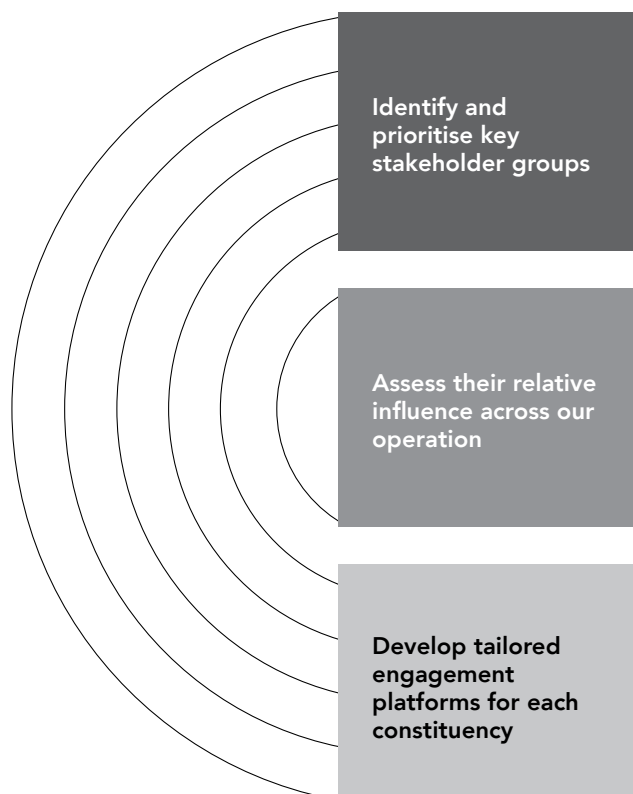 Identify and
prioritise key
stakeholder groups
Assess their relative
influence across our
operation
Develop tailored
engagement
platforms for each
constituency